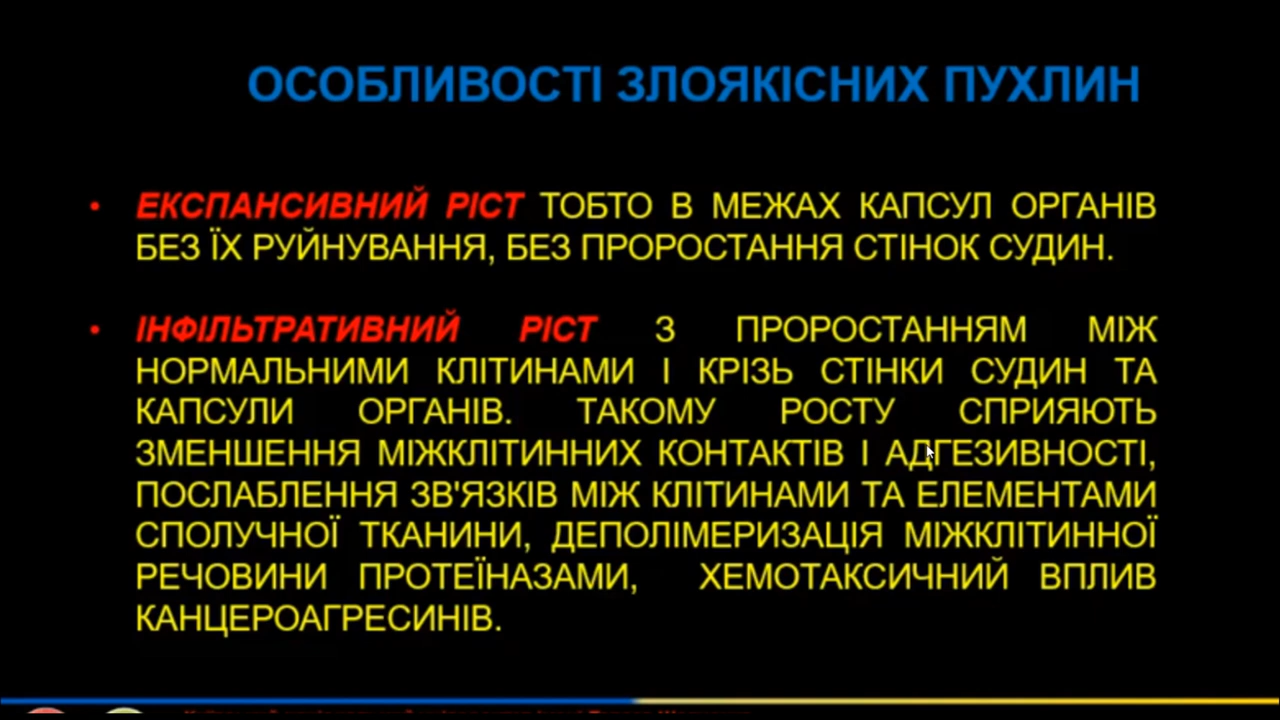 ОСОБЛИВОСТІ ЗЛОЯКІСНИХ ПУХЛИН
• ЕКСПАНСИВНИЙ РІСТ ТОБТО В МЕЖАХ КАПСУЛ ОРГАНІВ
БЕЗ ЇХ РУЙНУВАННЯ, БЕЗ ПРОРОСТАННЯ СТІНОК СУДИН.
• ІНФІЛЬТРАТИВНИЙ РІСТ З ПРОРОСТАННЯМ МІЖ
НОРМАЛЬНИМИ КЛІТИНАМИ І КРІЗЬ СТІНКИ СУДИН ТА
КАПСУЛИ ОРГАНІВ. ТАКОМУ РОСТУ СПРИЯЮТЬ
ЗМЕНШЕННЯ МІЖКЛІТИННИХ КОНТАКТІВ І АДГЕЗИВНОСТІ,
ПОСЛАБЛЕННЯ ЗВ'ЯЗКІВ МІЖ КЛІТИНАМИ ТА ЕЛЕМЕНТАМИ
СПОЛУЧНОЇ ТКАНИНИ, ДЕПОЛІМЕРИЗАЦІЯ МІЖКЛІТИННОЇ
РЕЧОВИНИ ПРОТЕЇНАЗАМИ, ХЕМОТАКСИЧНИЙ ВПЛИВ
КАНЦЕРОАГРЕСИНІВ.